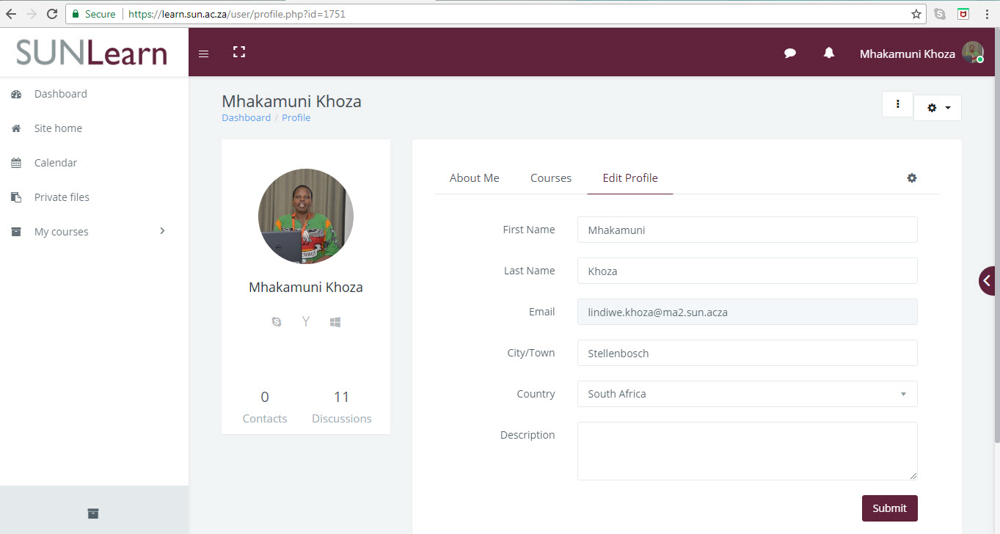 Secure https://learn.sun.ac.za/user/profile.php?id=1751
SUNLearn
Mhakamuni Khoza
Dashboard
Site home
Calendar
Private files
My courses
Mhakamuni Khoza
Dashboard / Profile
Mhakamuni Khoza
0
Contacts
11
Discussions
About Me
Courses
Edit Profile
First Name Mhakamuni
Last Name Khoza
Email lindiwe.khoza@ma2.sun.acza
City/Town Stellenbosch
Country South Africa
Description
Submit